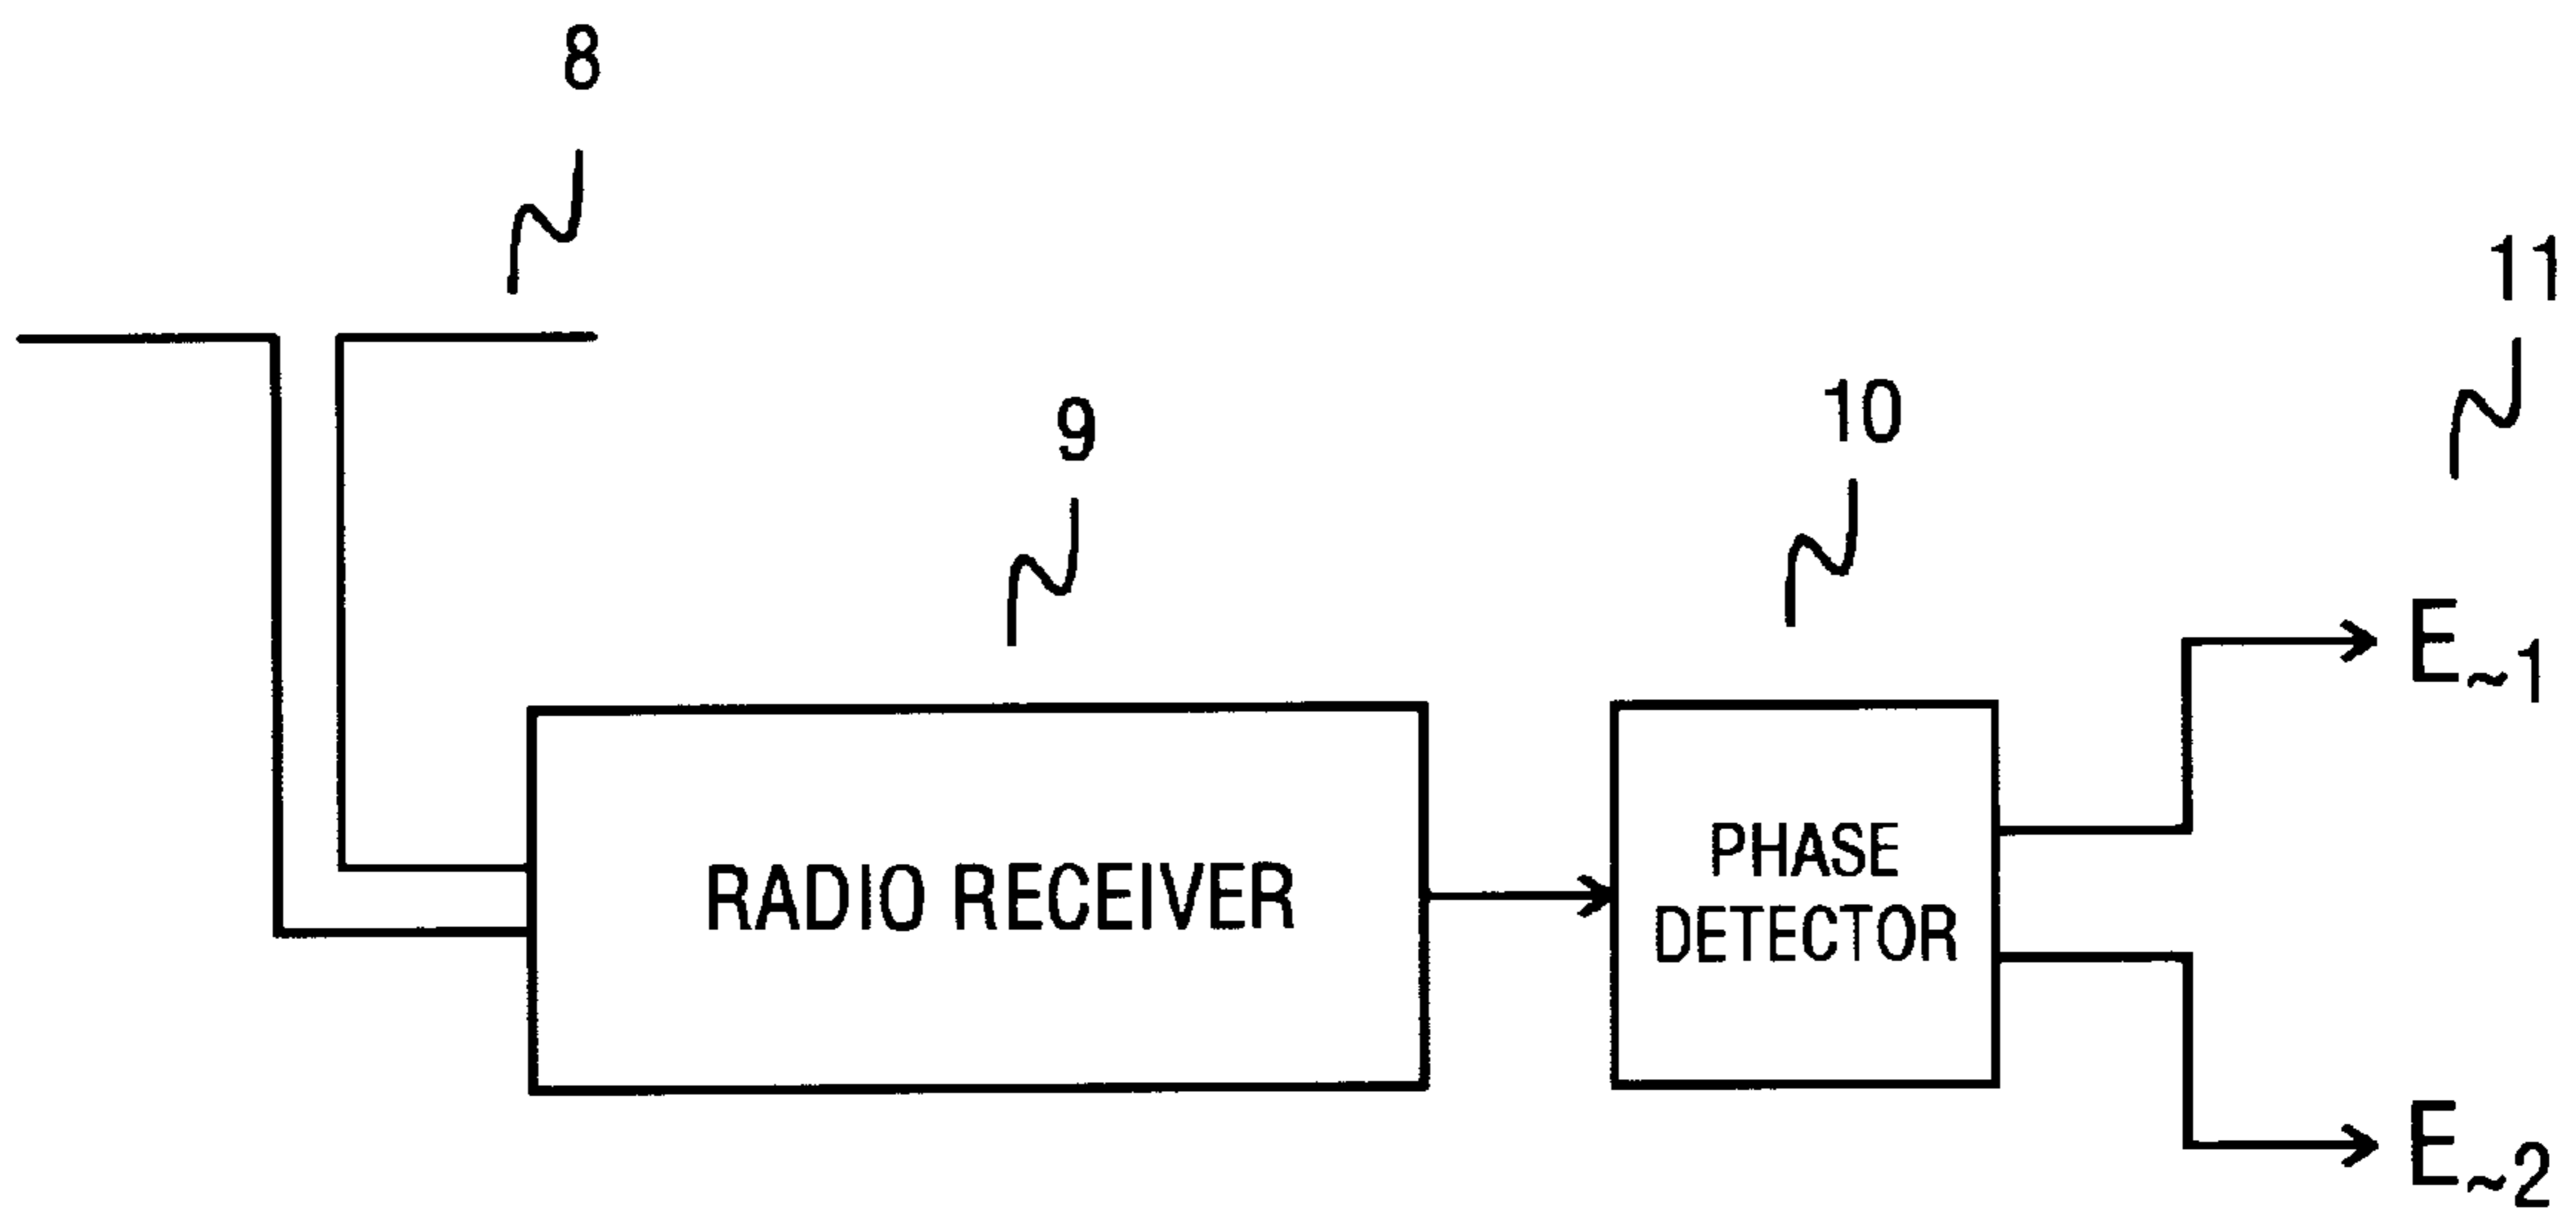 8
11
10
9
E~1
PHASE
RADIO RECEIVER
DETECTOR
E~2